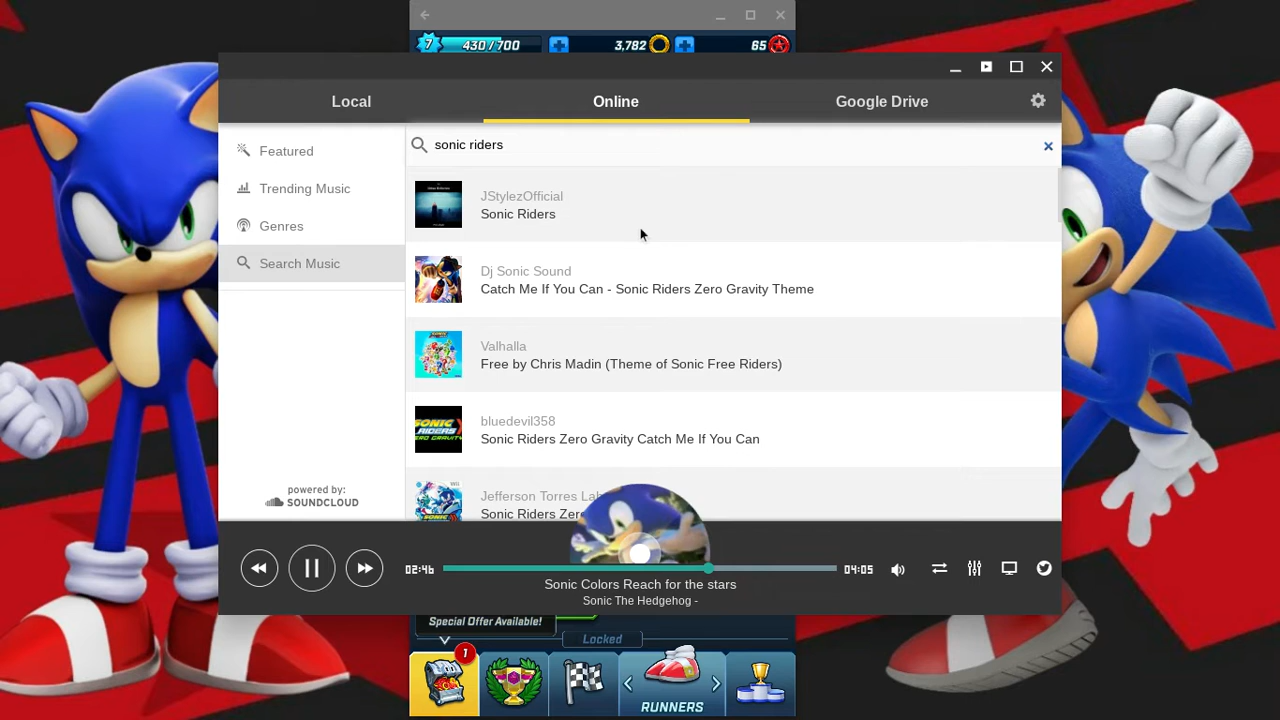 7 430 / 700 3,782 65
Local Online Google Drive
Featured
Trending Music
Genres
Search Music
powered by:
SOUNDCLOUD
sonic riders
JStylezOfficial
Sonic Riders
Dj Sonic Sound
Catch Me If You Can - Sonic Riders Zero Gravity Theme
Valhalla
Free by Chris Madin (Theme of Sonic Free Riders)
bluedevil358
Sonic Riders Zero Gravity Catch Me If You Can
Jefferson Torres
Sonic Riders
02:46 04:05
Sonic Colors Reach for the stars
Sonic The Hedgehog -
Special Offer Available!
Locked
1
RUNNERS